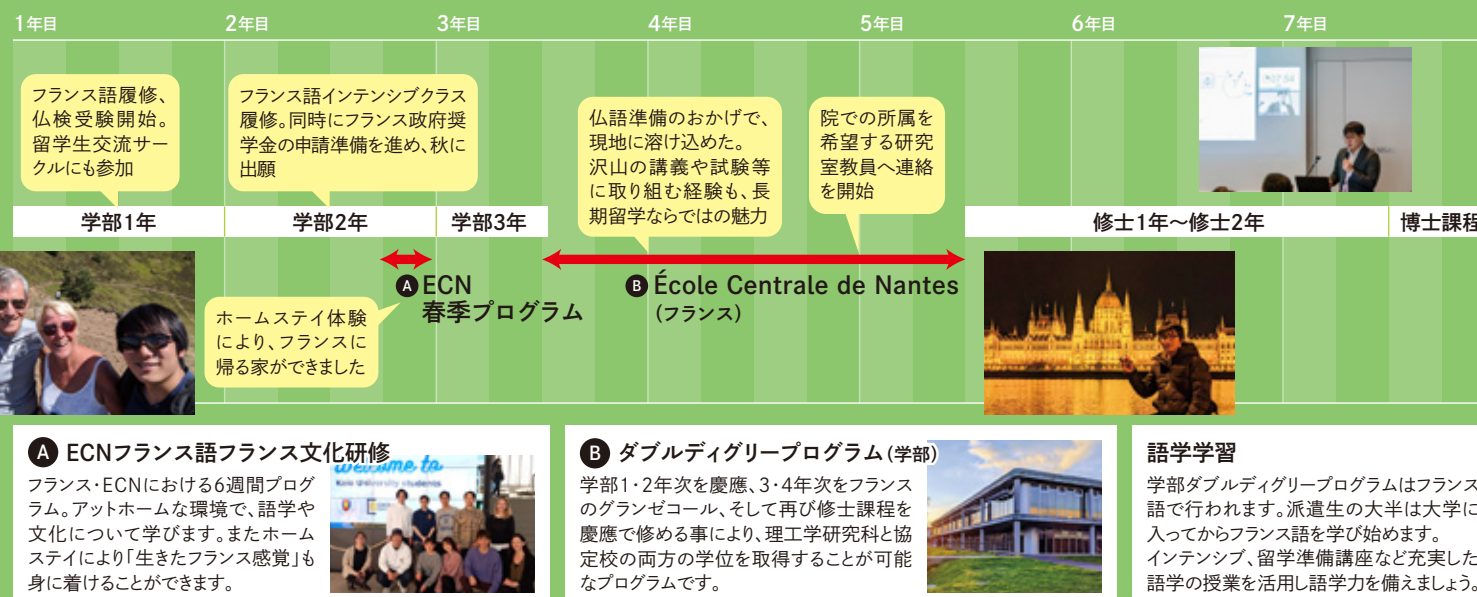 1年目
2年目
3年目
4年目
5年目
6年目
7年目
フランス語履修、
仏検受験開始。
留学生交流サー
クルにも参加
フランス語インテンシブクラス
履修。同時にフランス政府奨
学金の申請準備を進め、秋に
出願
仏語準備のおかげで、
現地に溶け込めた。
沢山の講義や試験等
に取り組む経験も、長
期留学ならではの魅力
院での所属を
希望する研究
室教員へ連絡
を開始
学部1年
学部2年
学部3年
修士1年〜修士2年
博士課程
A ECN
春季プログラム
B École Centrale de Nantes
(フランス)
ホームステイ体験
により、フランスに
帰る家ができました
A ECNフランス語フランス文化研修
フランス・ECNにおける6週間プログ
ラム。アットホームな環境で、語学や
文化について学びます。またホーム
ステイにより「生きたフランス感覚」も
身に着けることができます。
welcome to
Keio University students
B ダブルディグリープログラム(学部)
学部1・2年次を慶應、3・4年次をフランス
のグランゼコール、そして再び修士課程を
慶應で修める事により、理工学研究科と協
定校の両方の学位を取得することが可能
なプログラムです。
語学学習
学部ダブルディグリープログラムはフランス
語で行われます。派遣生の大半は大学に
入ってからフランス語を学び始めます。
インテンシブ、留学準備講座など充実した
語学の授業を活用し語学力を備えましょう。